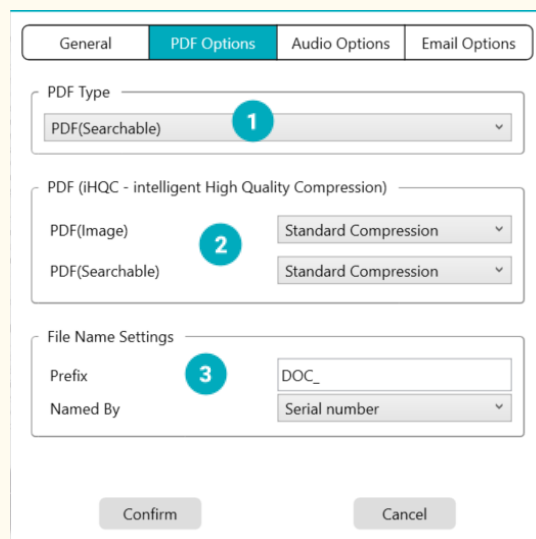 General PDF Options Audio Options Email Options
PDF Type
1
PDF(Searchable)
PDF (iHQC - intelligent High Quality Compression)
PDF(Image) Standard Compression
2
PDF(Searchable) Standard Compression
File Name Settings
3
Prefix DOC_
Named By Serial number
Confirm Cancel